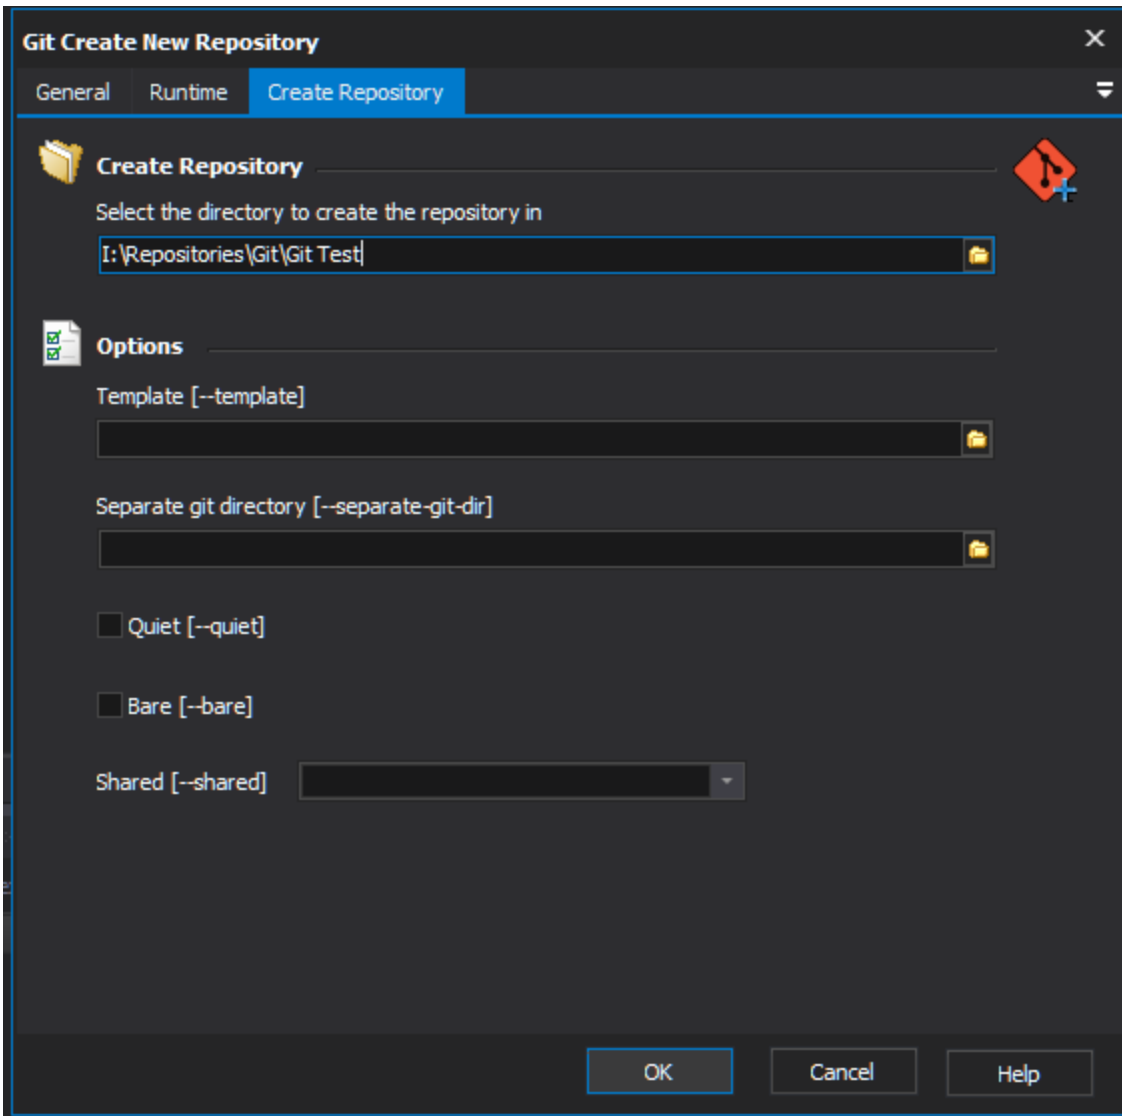 Git Create New Repository
General Runtime Create Repository
Create Repository
Select the directory to create the repository in
I:\Repositories\Git\Git Test
Options
Template [--template]
Separate git directory [--separate-git-dir]
Quiet [--quiet]
Bare [--bare]
Shared [--shared]
OK Cancel Help